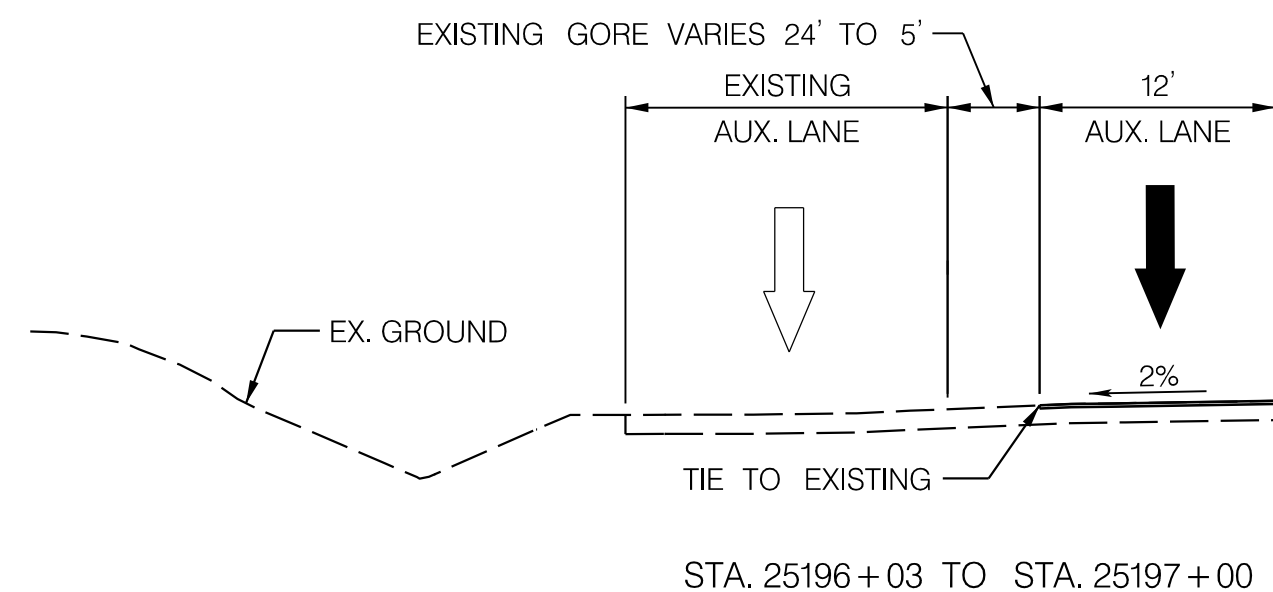 EXISTING GORE VARIES 24' TO 5'
EXISTING
AUX. LANE
12'
AUX. LANE
EX. GROUND
2%
TIE TO EXISTING
STA. 25196+03 TO STA. 25197+00